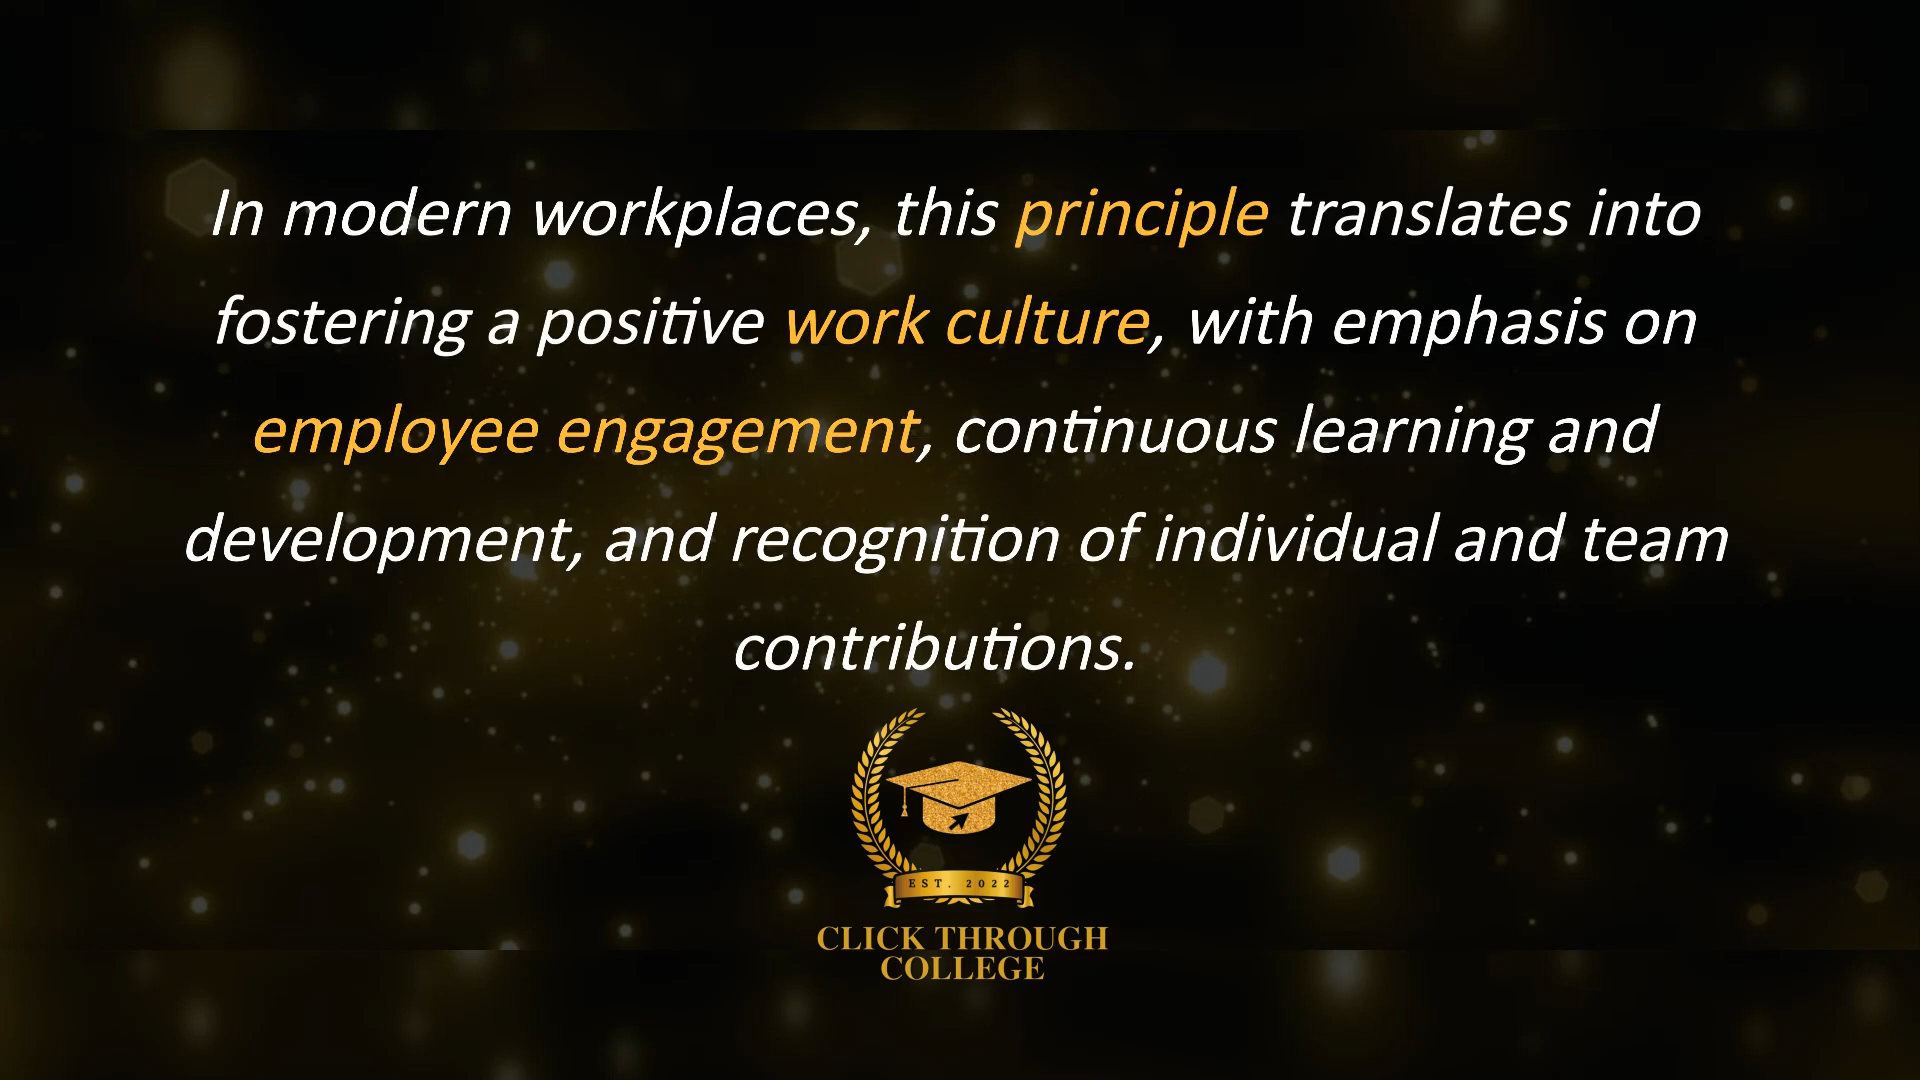 In modern workplaces, this principle translates into
fostering a positive work culture, with emphasis on
employee engagement, continuous learning and
development, and recognition of individual and team
contributions.
EST. 2022
CLICK THROUGH
COLLEGE